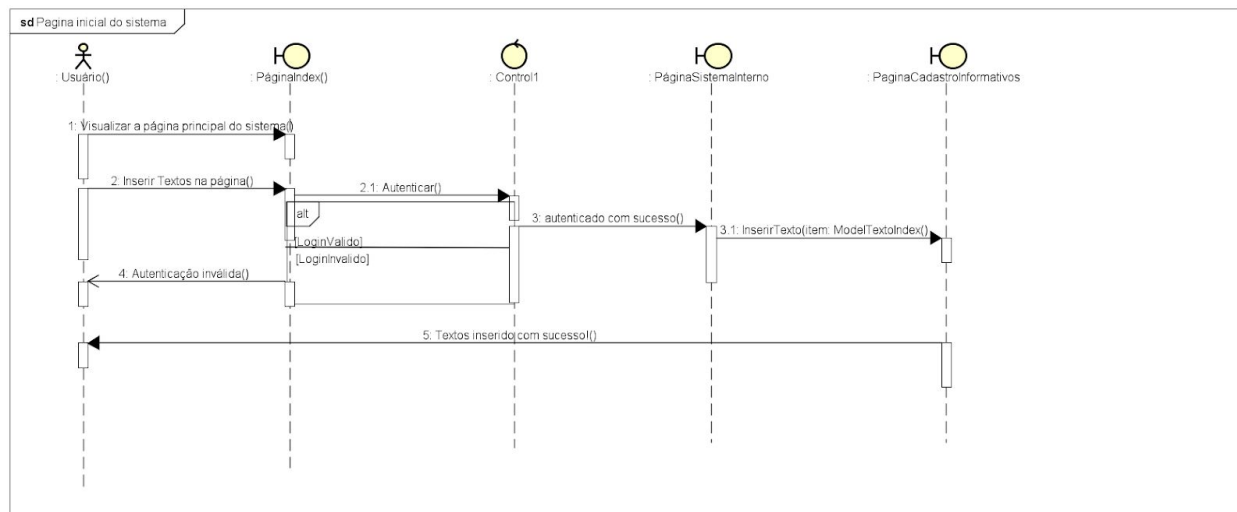 sd Pagina inicial do sistema
: Usuário()
: PáginaIndex()
: Control1
: PáginaSistemaInterno
: PaginaCadastroInformativos
1: Visualizar a página principal do sistema()
2: Inserir Textos na página()
2.1: Autenticar()
alt
3: autenticado com sucesso()
3.1: InserirTexto(item: ModelTextoIndex()
[LoginValido]
[LoginInvalido]
4: Autenticação inválida()
5: Textos inserido com sucesso!()